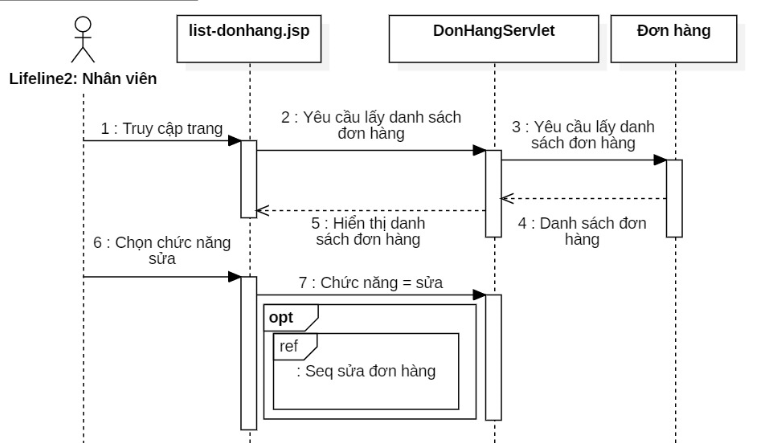 list-donhang.jsp
DonHangServlet
Đơn hàng
Lifeline2: Nhân viên
1 : Truy cập trang
2 : Yêu cầu lấy danh sách
đơn hàng
3 : Yêu cầu lấy danh
sách đơn hàng
4 : Danh sách đơn
hàng
5 : Hiển thị danh
sách đơn hàng
6 : Chọn chức năng
sửa
7 : Chức năng = sửa
opt
ref
: Seq sửa đơn hàng